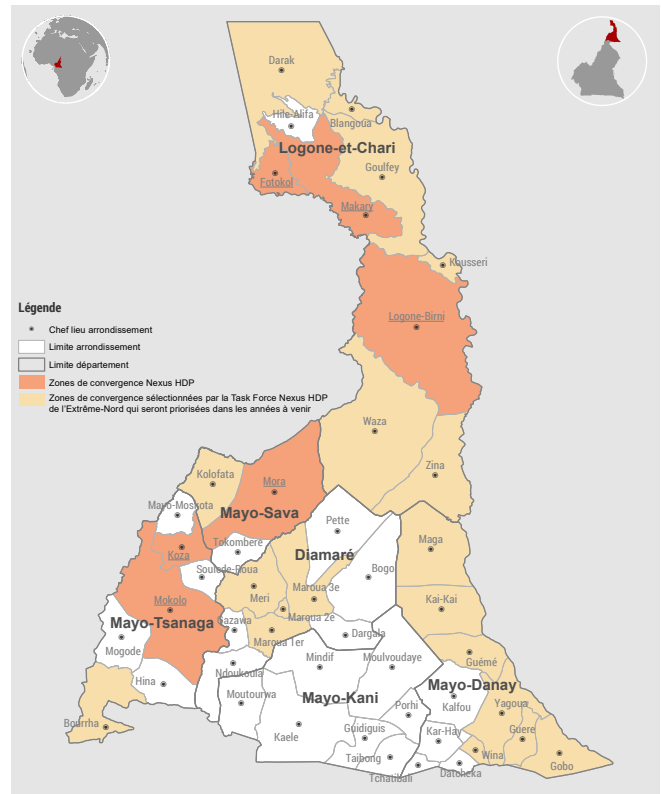 Darak
Hile-Alifa
Blangoua
Logone-et-Chari
Goulfey
Fotokol
Makary
Kousseri
Légende
Logone-Birni
Chef lieu arrondissement
Limite arrondissement
Limite département
Zones de convergence Nexus HDP
Zones de convergence sélectionnées par la Task Force Nexus HDP
de l'Extrême-Nord qui seront priorisées dans les années à venir
Waza
Zina
Kolofata
Mora
Mayo-Moskota
Mayo-Sava
Pette
Tokombere
Maga
Koza
Diamaré
Soulede-Roua
Bogo
Maroua 3e
Meri
Mokolo
Kai-Kai
Maroua 2e
Gazawa
Mayo-Tsanaga
Dargala
Maroua 1er
Mogode
Mindif
Moulvoudaye
Guémé
Ndoukoula
Hina
Mayo-Danay
Moutourwa
Mayo-Kani
Kalfou
Yagoua
Porhi
Bourrha
Guidiguis
Kar-Hay
Guere
Kaele
Taibong
Wina
Gobo
Datcheka
Tchatibali